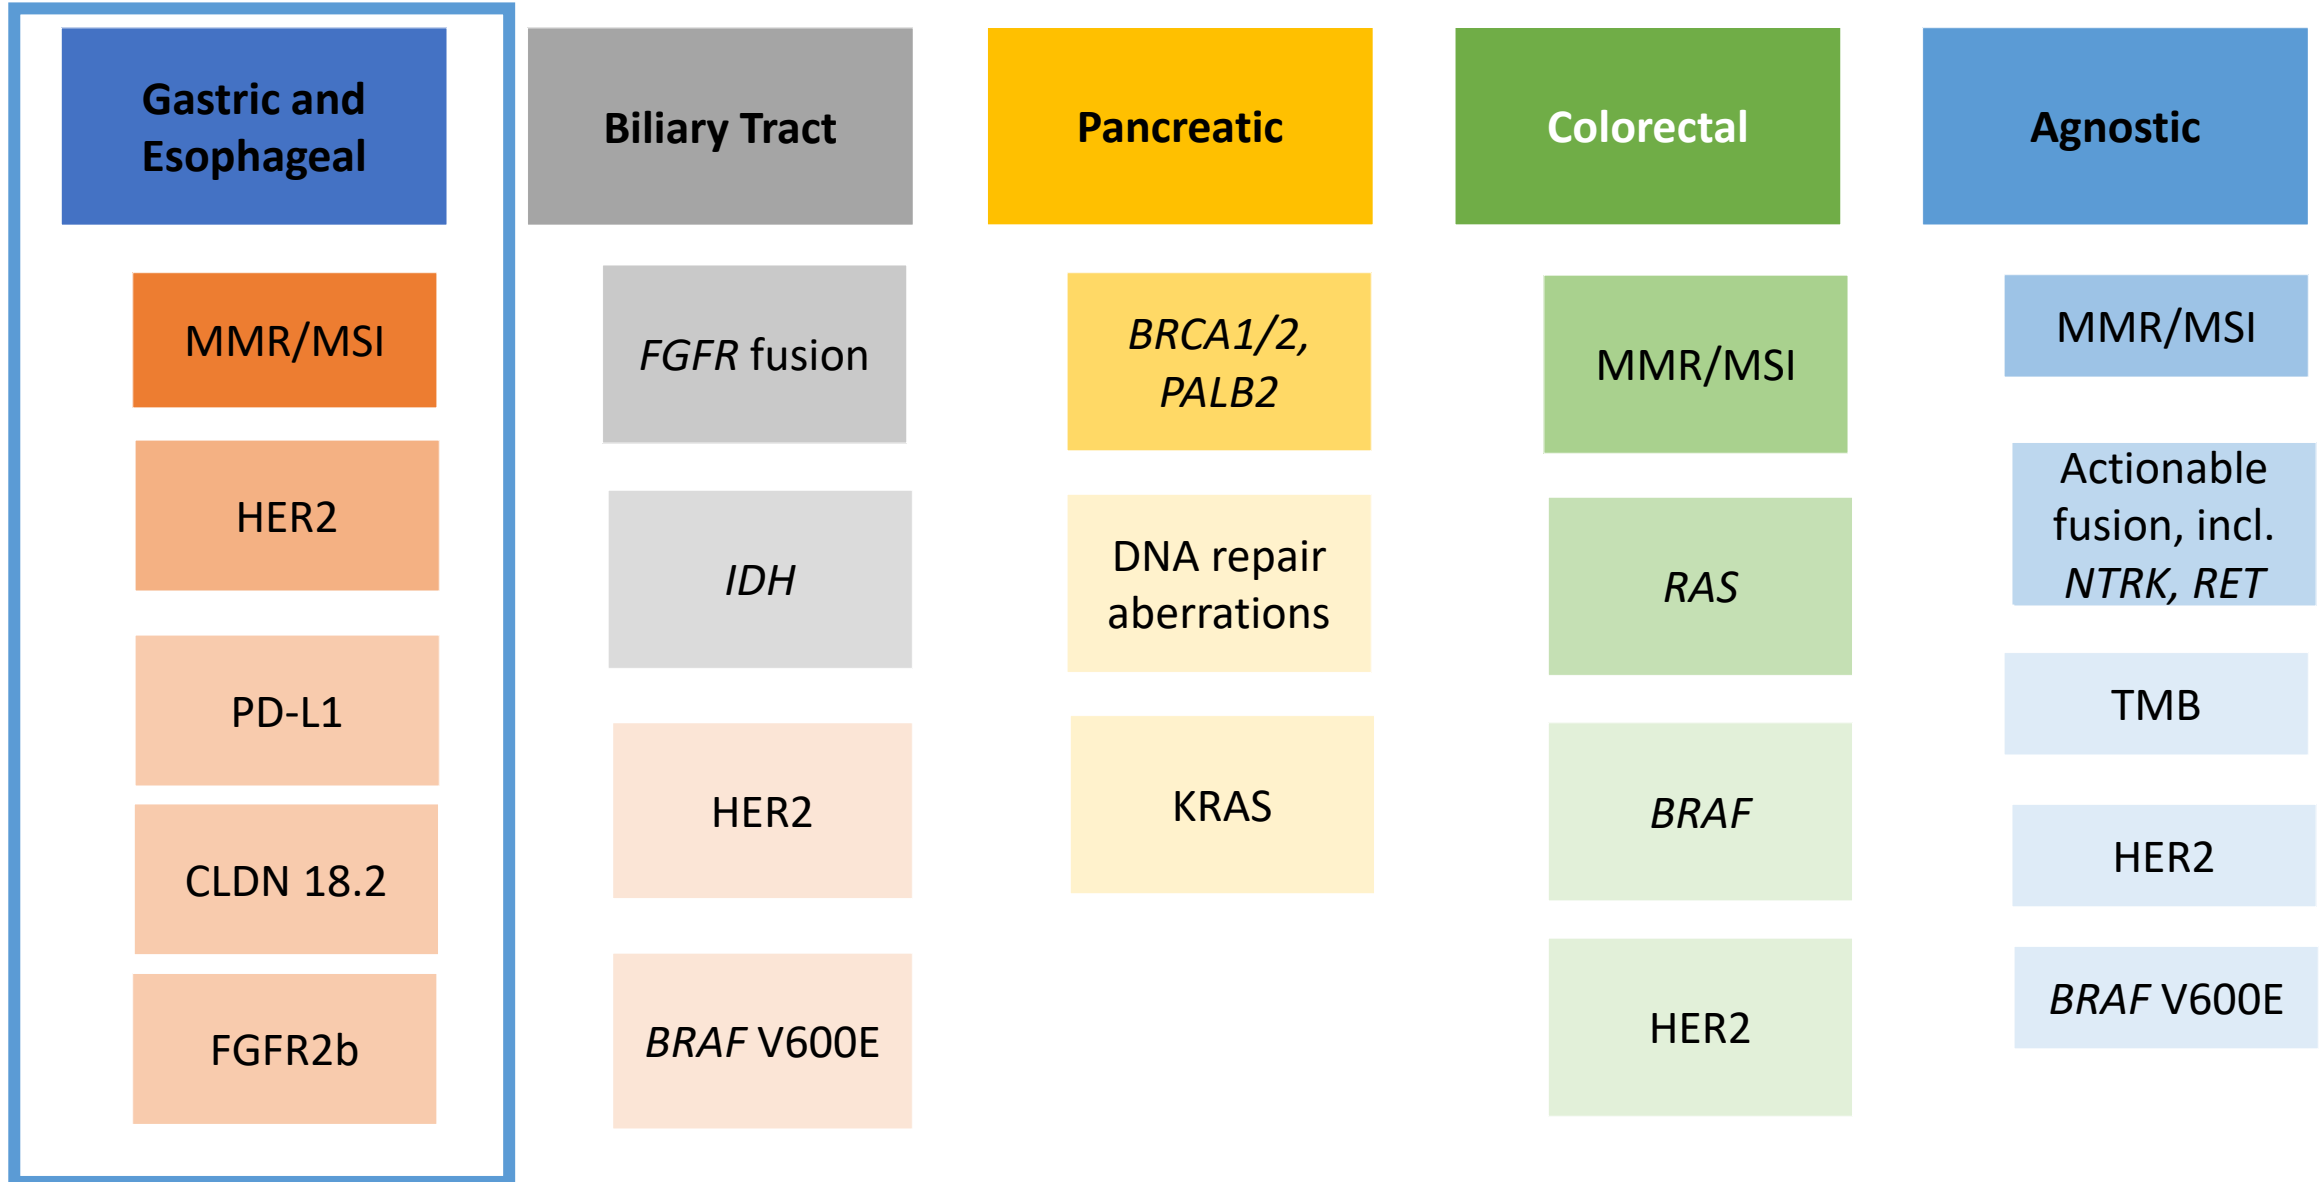 Gastric and
Esophageal
MMR/MSI
HER2
PD-L1
CLDN 18.2
FGFR2b
Biliary Tract
FGFR fusion
IDH
HER2
BRAF V600E
Pancreatic
BRCA1/2,
PALB2
DNA repair
aberrations
KRAS
Colorectal
MMR/MSI
RAS
BRAF
HER2
Agnostic
MMR/MSI
Actionable
fusion, incl.
NTRK, RET
TMB
HER2
BRAF V600E